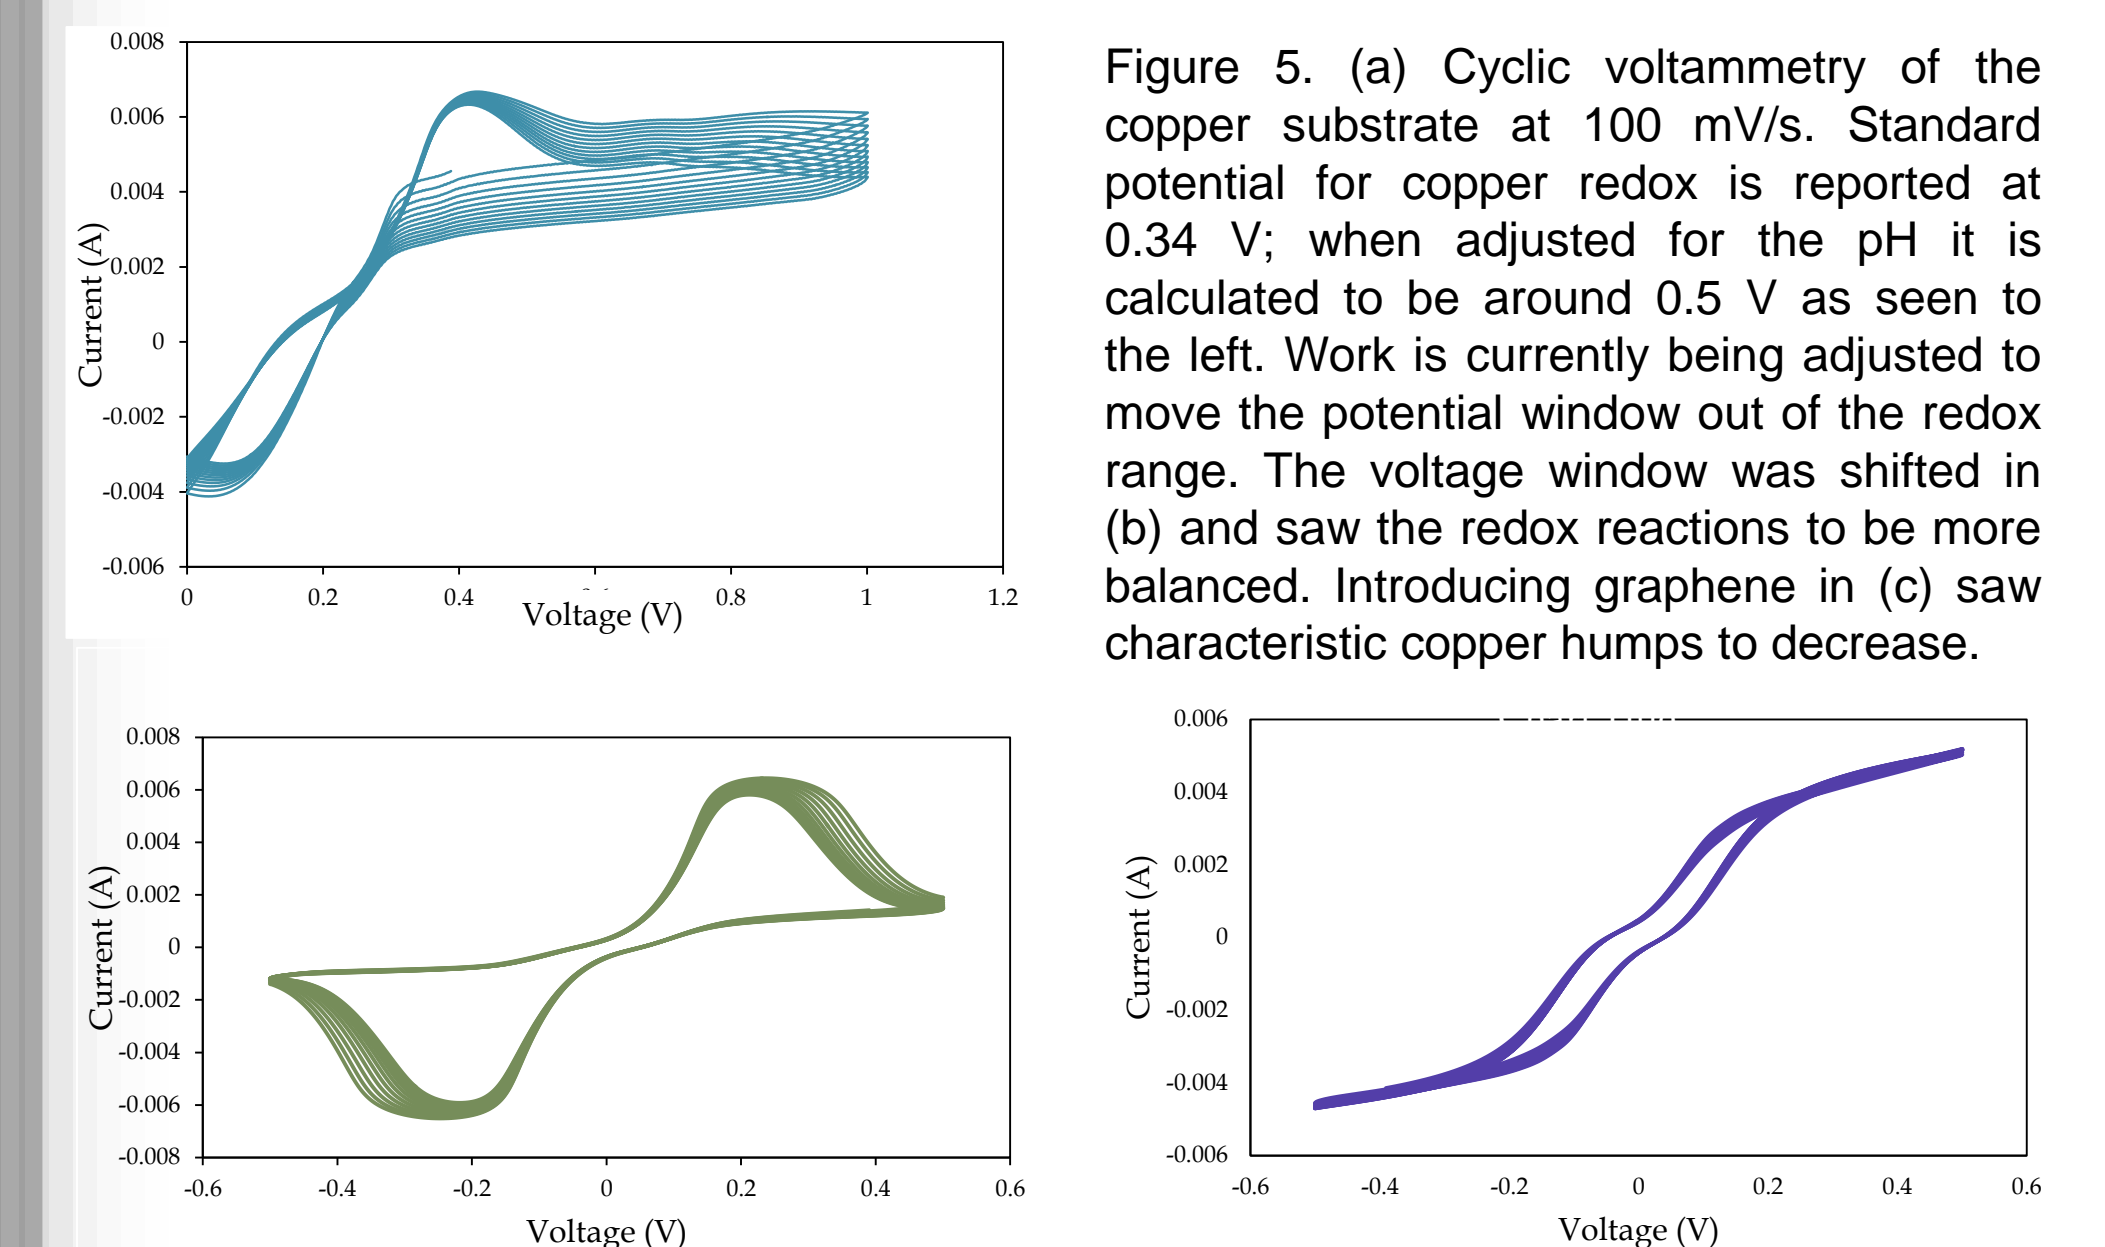 0.008
0.006
0.004
0.002
0
-0.002
-0.004
-0.006
Current (A)
0
0.2
0.4
0.8
1
1.2
Voltage (V)
Figure 5. (a) Cyclic voltammetry of the
copper substrate at 100 mV/s. Standard
potential for copper redox is reported at
0.34 V; when adjusted for the pH it is
calculated to be around 0.5 V as seen to
the left. Work is currently being adjusted to
move the potential window out of the redox
range. The voltage window was shifted in
(b) and saw the redox reactions to be more
balanced. Introducing graphene in (c) saw
characteristic copper humps to decrease.
0.008
0.006
0.004
0.002
0
-0.002
-0.004
-0.006
-0.008
Current (A)
-0.6
-0.4
-0.2
0
0.2
0.4
0.6
Voltage (V)
0.006
0.004
0.002
0
-0.002
-0.004
-0.006
Current (A)
-0.6
-0.4
-0.2
0
0.2
0.4
0.6
Voltage (V)